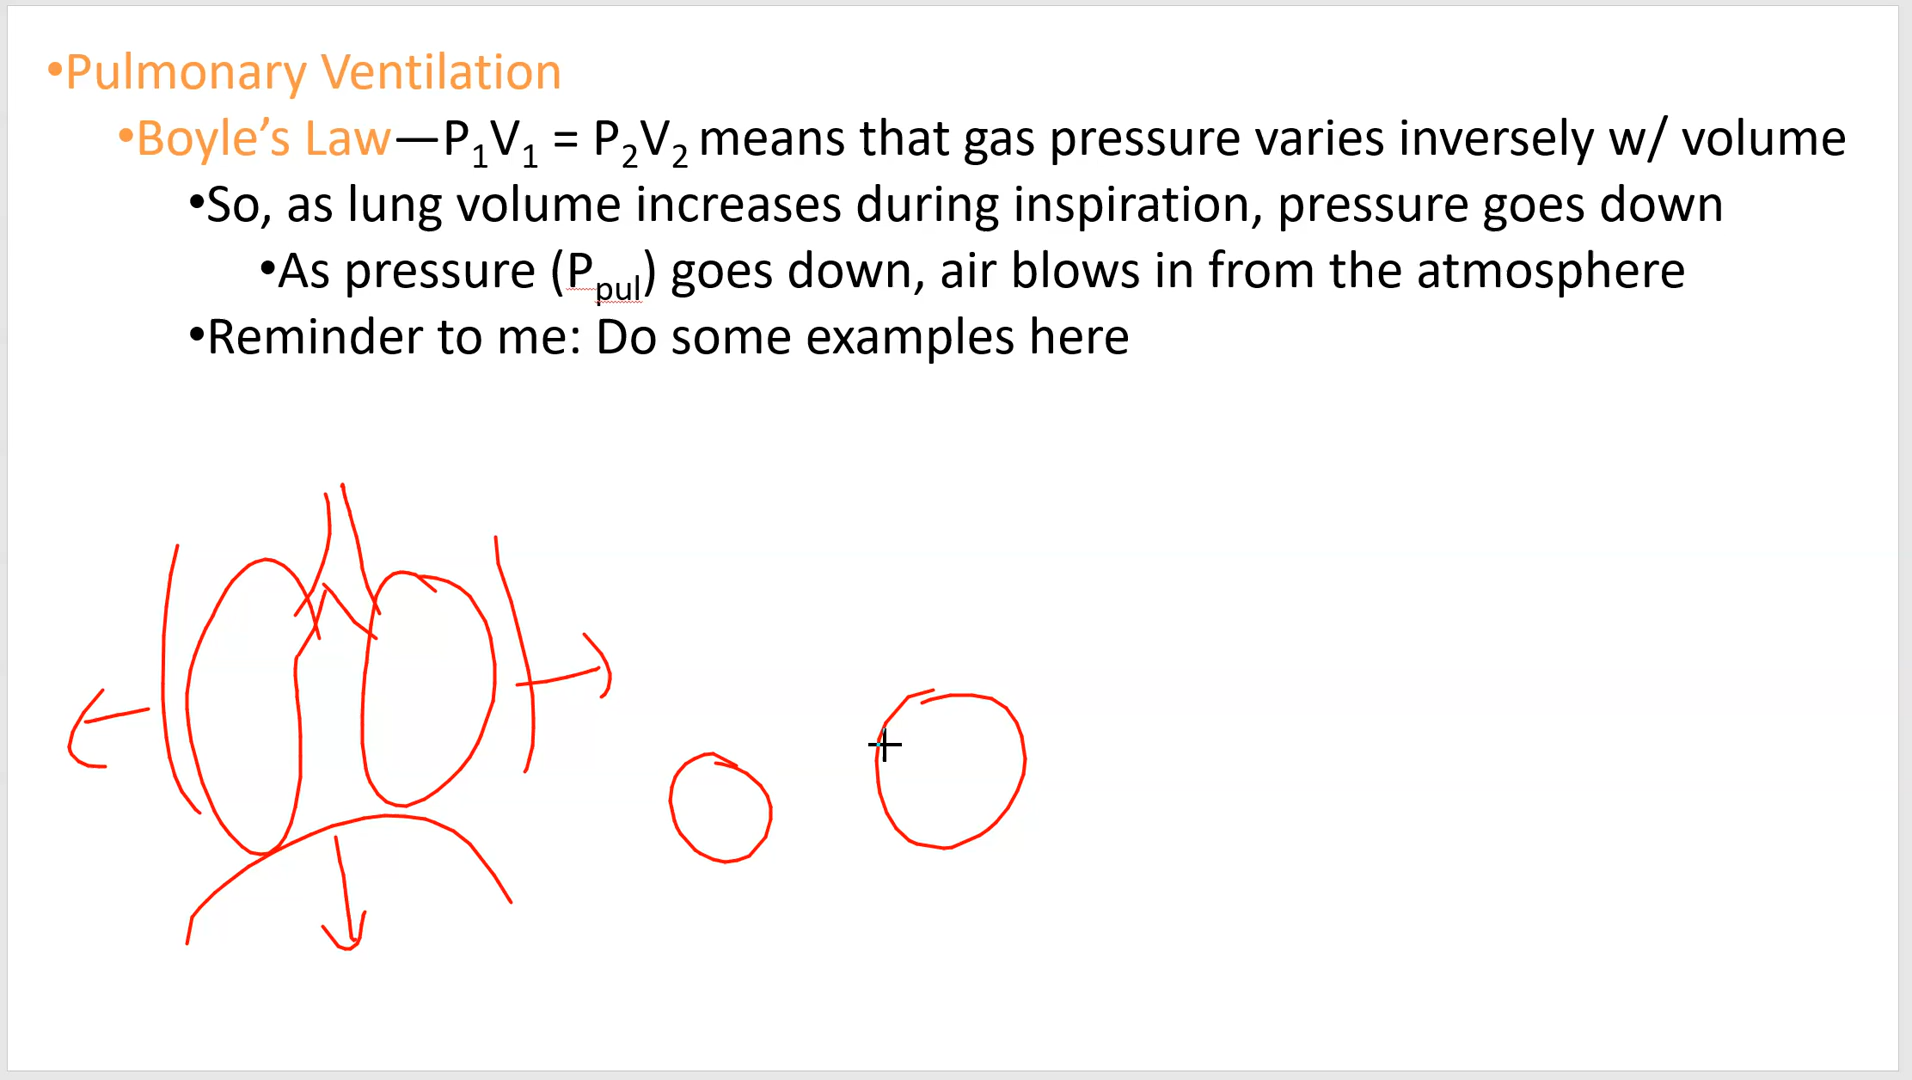 •Pulmonary Ventilation
•Boyle’s Law—P₁V₁ = P₂V₂ means that gas pressure varies inversely w/ volume
•So, as lung volume increases during inspiration, pressure goes down
•As pressure (Ppul) goes down, air blows in from the atmosphere
•Reminder to me: Do some examples here